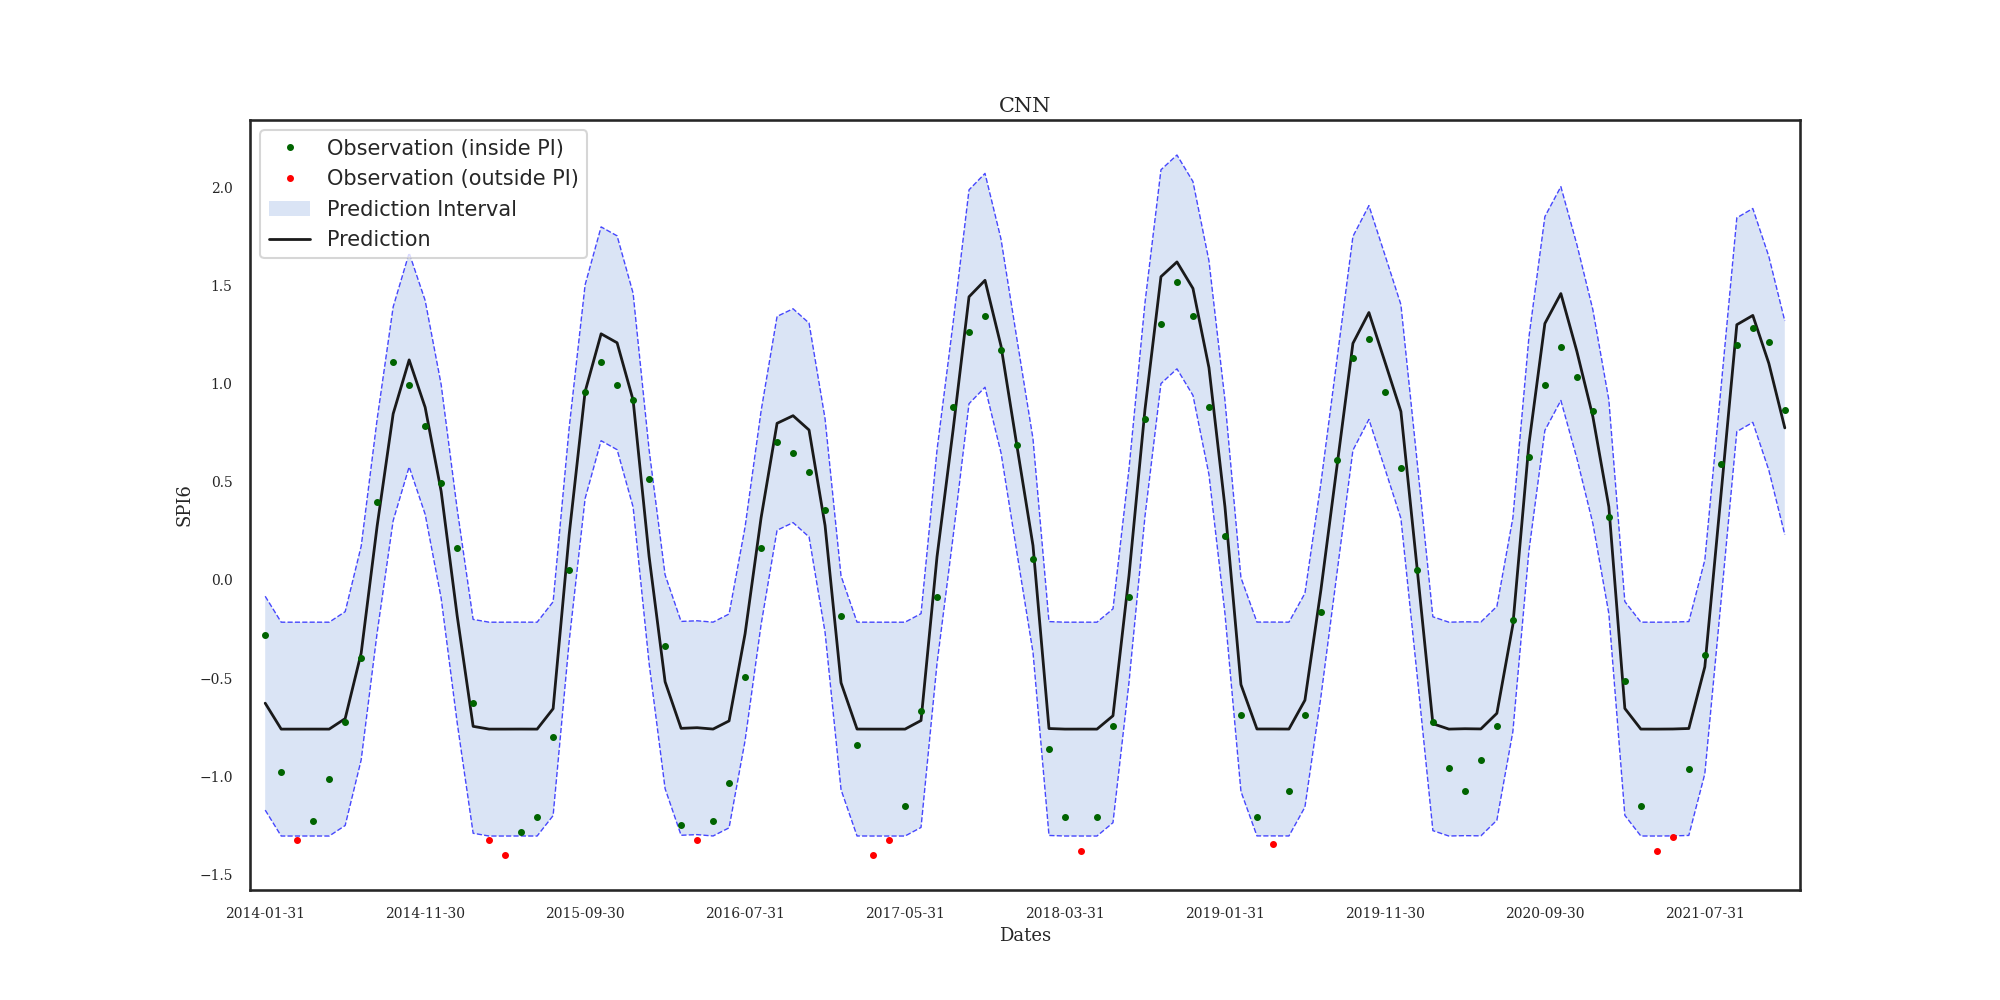 CNN
Observation (inside PI)
Observation (outside PI)
Prediction Interval
Prediction
2.0
1.5
1.0
0.5
0.0
−0.5
−1.0
−1.5
SPI6
2014-01-31 2014-11-30 2015-09-30 2016-07-31 2017-05-31 2018-03-31 2019-01-31 2019-11-30 2020-09-30 2021-07-31
Dates